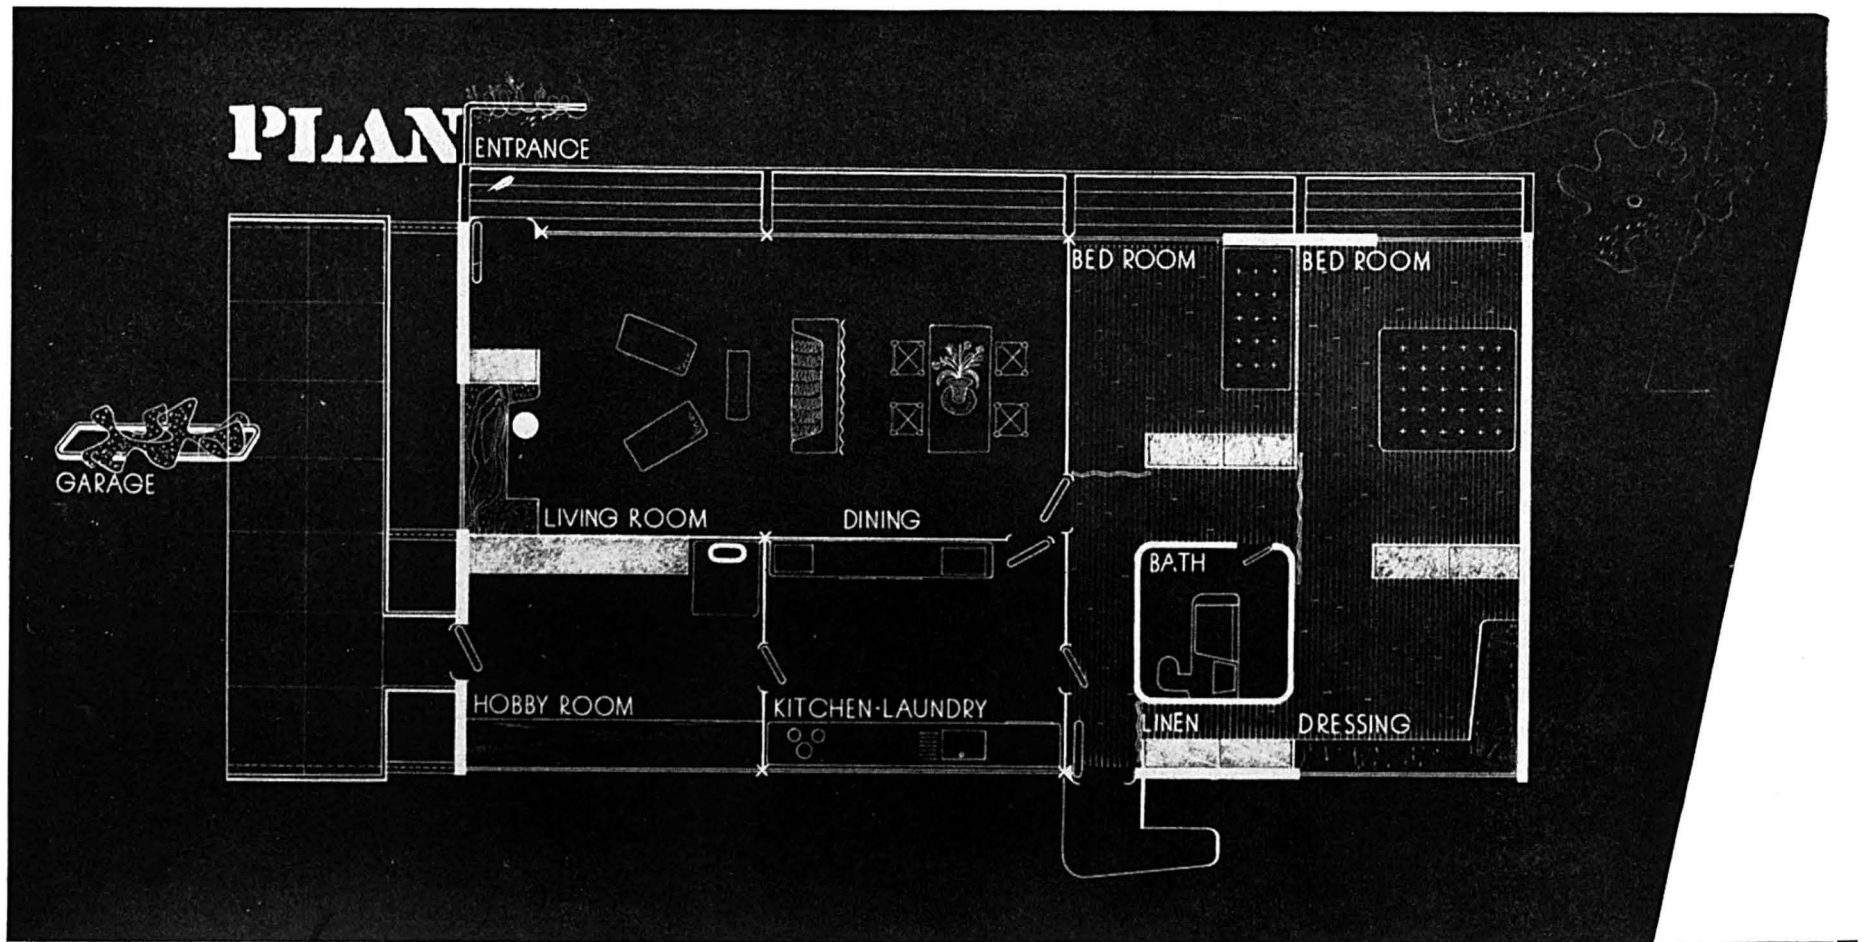 PLAN
ENTRANCE
BED ROOM
BED ROOM
GARAGE
LIVING ROOM
DINING
BATH
HOBBY ROOM
KITCHEN-LAUNDRY
LINEN
DRESSING